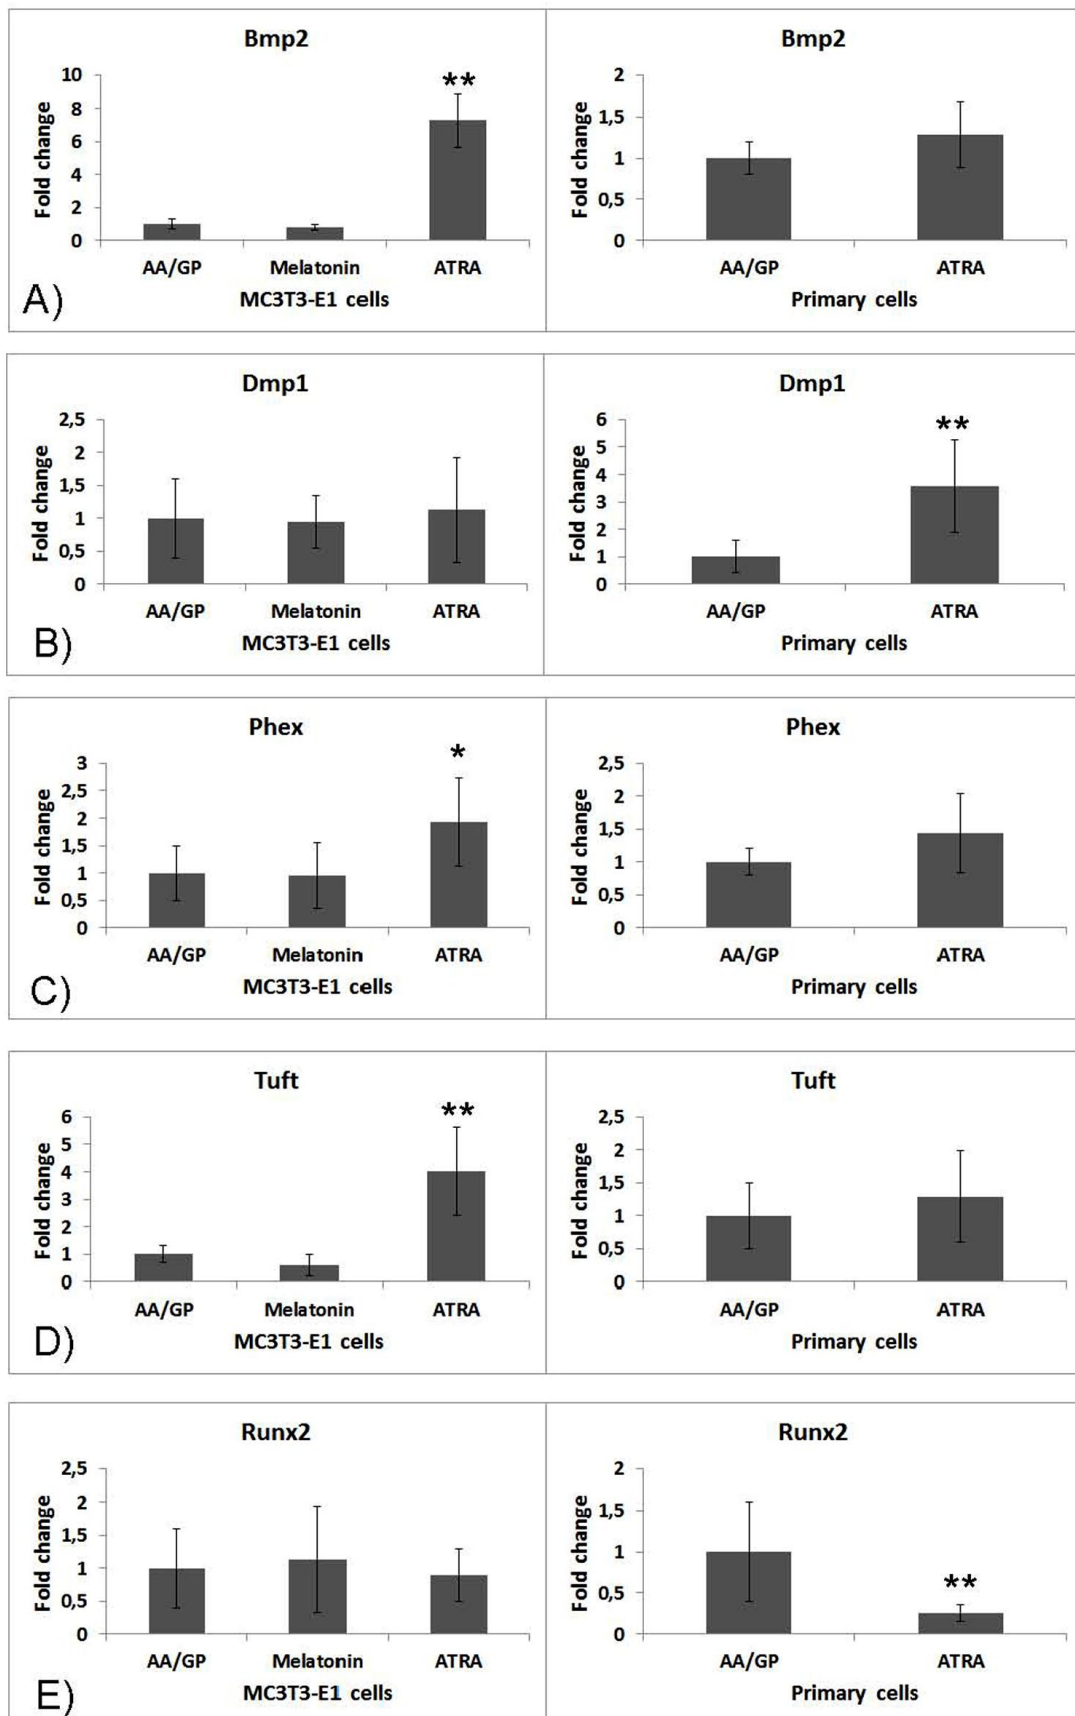 Bmp2
Bmp2
Fold change
10
8
6
4
2
0
**
AA/GP Melatonin ATRA
MC3T3-E1 cells
A)
Fold change
2
1,5
1
0,5
0
AA/GP ATRA
Primary cells
Dmp1
Dmp1
Fold change
2,5
2
1,5
1
0,5
0
AA/GP Melatonin ATRA
MC3T3-E1 cells
B)
Fold change
6
5
4
3
2
1
0
**
AA/GP ATRA
Primary cells
Phex
Phex
Fold change
3
2,5
2
1,5
1
0,5
0
*
AA/GP Melatonin ATRA
MC3T3-E1 cells
C)
Fold change
2,5
2
1,5
1
0,5
0
AA/GP ATRA
Primary cells
Tuft
Tuft
Fold change
6
5
4
3
2
1
0
**
AA/GP Melatonin ATRA
MC3T3-E1 cells
D)
Fold change
2,5
2
1,5
1
0,5
0
AA/GP ATRA
Primary cells
Runx2
Runx2
Fold change
2,5
2
1,5
1
0,5
0
AA/GP Melatonin ATRA
MC3T3-E1 cells
E)
Fold change
2
1,5
1
0,5
0
**
AA/GP ATRA
Primary cells